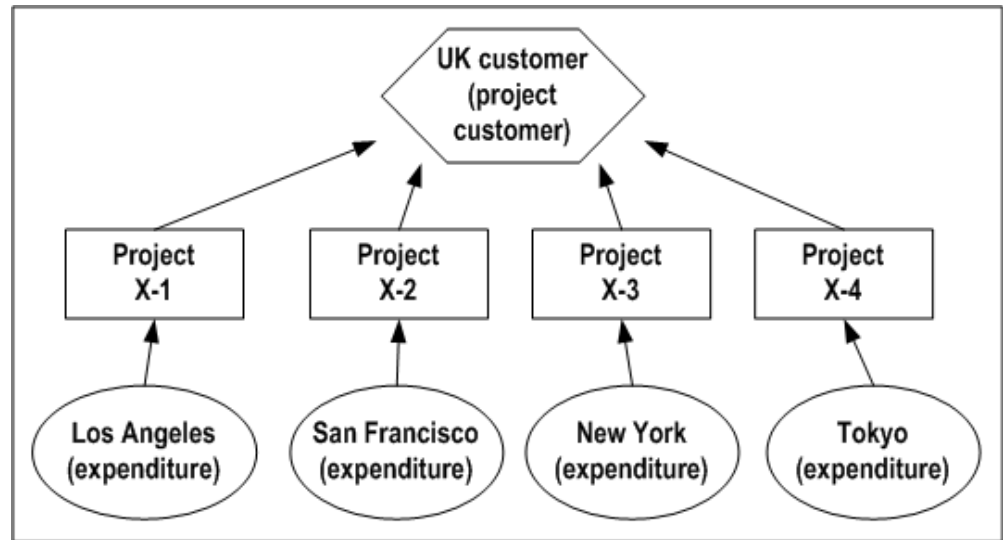 UK customer
(project
customer)
Project
X-1
Project
X-2
Project
X-3
Project
X-4
Los Angeles
(expenditure)
San Francisco
(expenditure)
New York
(expenditure)
Tokyo
(expenditure)